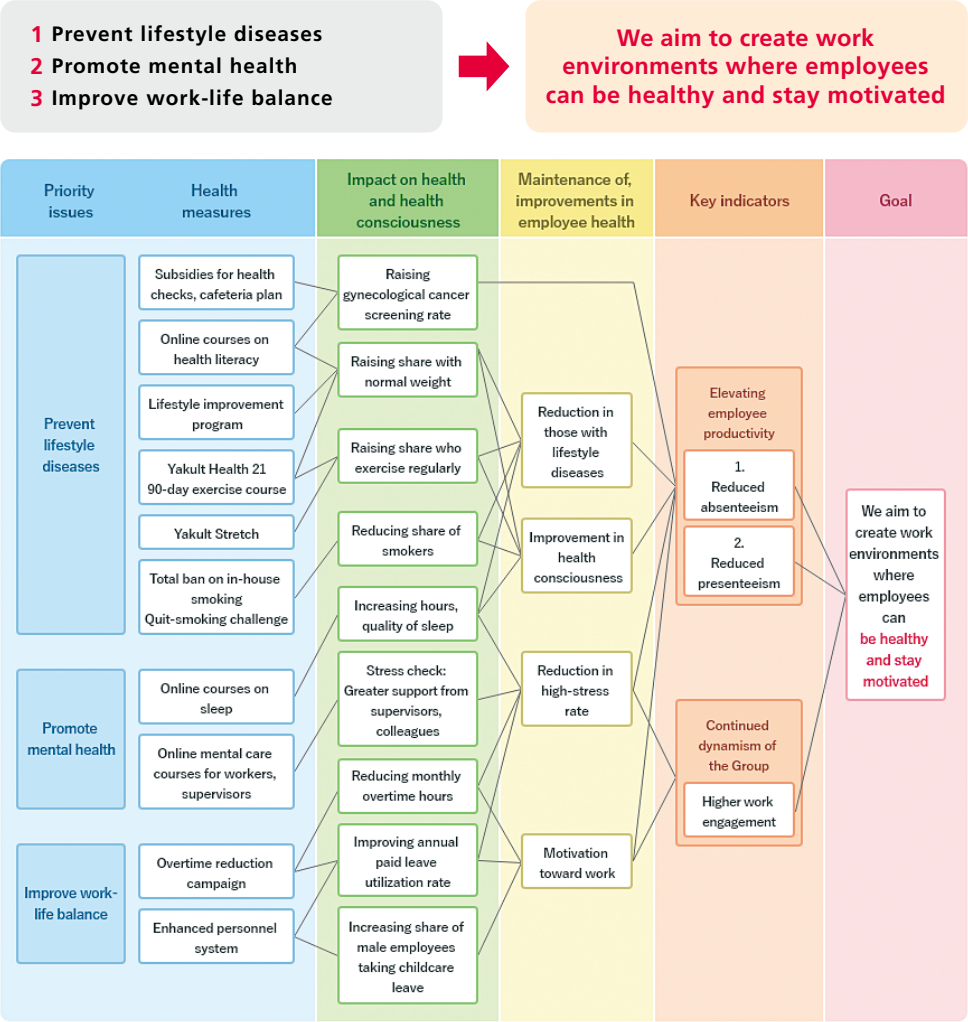 1 Prevent lifestyle diseases
2 Promote mental health
3 Improve work-life balance
We aim to create work
environments where employees
can be healthy and stay motivated
Priority
issues
Health
measures
Impact on health
and health
consciousness
Maintenance of,
improvements in
employee health
Key indicators
Goal
Prevent
lifestyle
diseases
Promote
mental health
Improve work-
life balance
Subsidies for health
checks, cafeteria plan
Online courses on
health literacy
Lifestyle improvement
program
Yakult Health 21
90-day exercise course
Yakult Stretch
Total ban on in-house
smoking
Quit-smoking challenge
Online courses on
sleep
Online mental care
courses for workers,
supervisors
Overtime reduction
campaign
Enhanced personnel
system
Raising
gynecological cancer
screening rate
Raising share with
normal weight
Raising share who
exercise regularly
Reducing share of
smokers
Increasing hours,
quality of sleep
Stress check:
Greater support from
supervisors,
colleagues
Reducing monthly
overtime hours
Improving annual
paid leave
utilization rate
Increasing share of
male employees
taking childcare
leave
Reduction in
those with
lifestyle
diseases
Improvement in
health
consciousness
Reduction in
high-stress
rate
Motivation
toward work
Elevating
employee
productivity
1.
Reduced
absenteeism
2.
Reduced
presenteeism
Continued
dynamism of
the Group
Higher work
engagement
We aim to
create work
environments
where
employees
can
be healthy
and stay
motivated